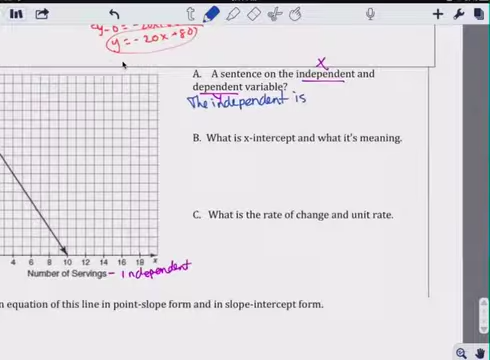 y = -20x + 80
A. A sentence on the independent and
x
dependent variable?
y
The independent is
B. What is x-intercept and what it's meaning.
C. What is the rate of change and unit rate.
4 6 8 10 12 14 16 18 x
Number of Servings - independent
n equation of this line in point-slope form and in slope-intercept form.